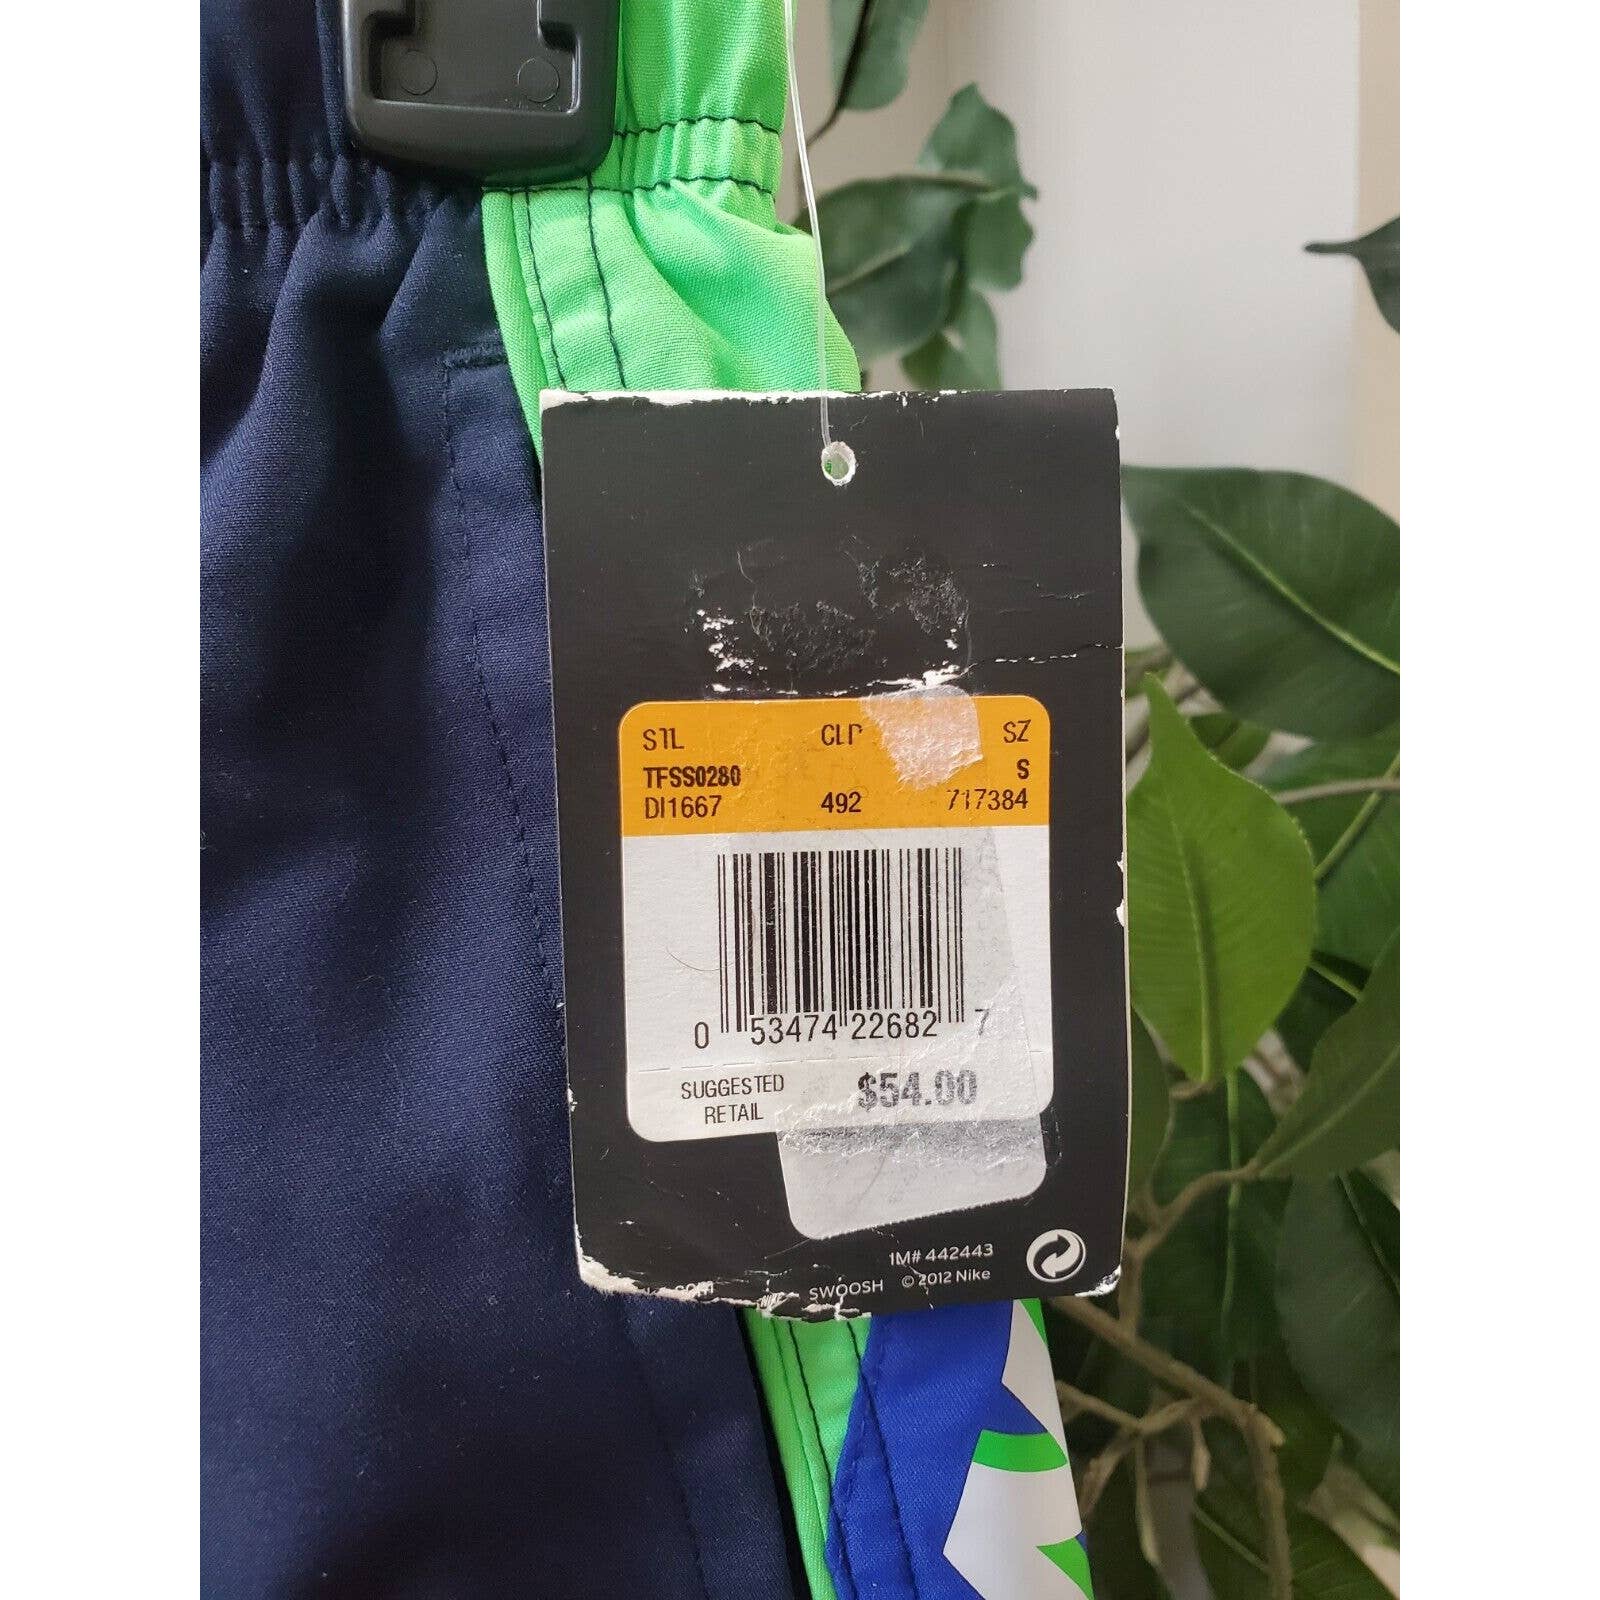 STL CLR SZ
TFSS0280 S
DI1667 492 717384
0 53474 22682 7
SUGGESTED $54.00
RETAIL
1M# 442443
SWOOSH © 2012 Nike